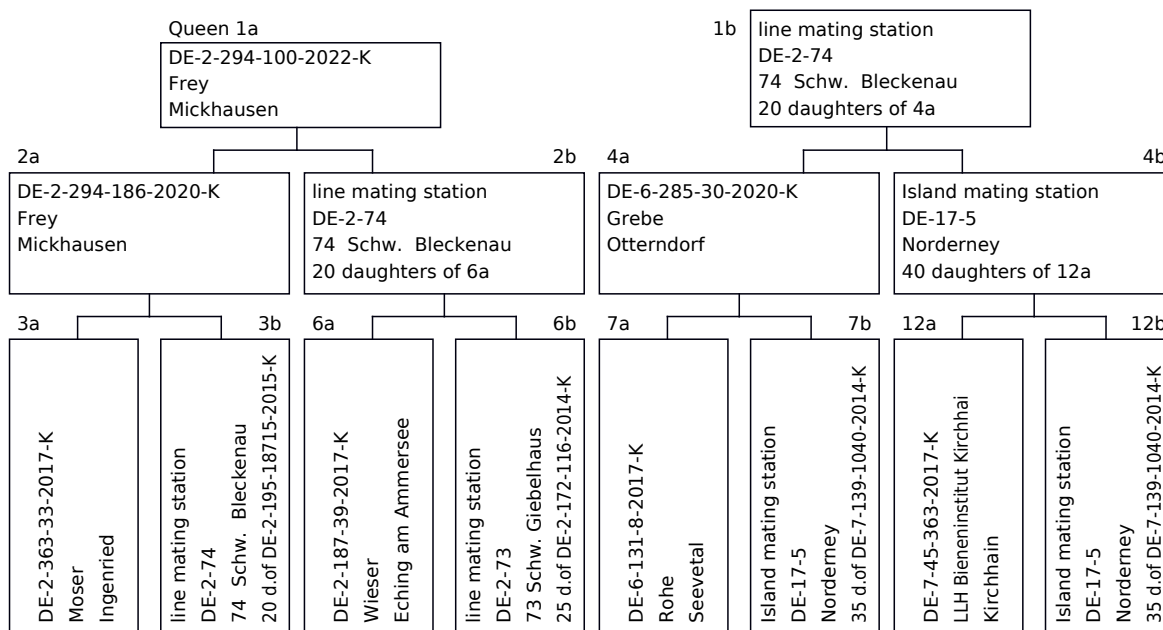 Queen 1a
DE-2-294-100-2022-K
Frey
Mickhausen
1b
line mating station
DE-2-74
74 Schw. Bleckenau
20 daughters of 4a
2a
DE-2-294-186-2020-K
Frey
Mickhausen
2b
line mating station
DE-2-74
74 Schw. Bleckenau
20 daughters of 6a
4a
DE-6-285-30-2020-K
Grebe
Otterndorf
4b
Island mating station
DE-17-5
Norderney
40 daughters of 12a
3a
DE-2-363-33-2017-K
Moser
Ingenried
3b
line mating station
DE-2-74
74 Schw. Bleckenau
20 d.of DE-2-195-18715-2015-K
6a
DE-2-187-39-2017-K
Wieser
Eching am Ammersee
6b
line mating station
DE-2-73
73 Schw. Giebelhaus
25 d.of DE-2-172-116-2014-K
7a
DE-6-131-8-2017-K
Rohe
Seevetal
7b
Island mating station
DE-17-5
Norderney
35 d.of DE-7-139-1040-2014-K
12a
DE-7-45-363-2017-K
LLH Bieneninstitut Kirchhai
Kirchhain
12b
Island mating station
DE-17-5
Norderney
35 d.of DE-7-139-1040-2014-K